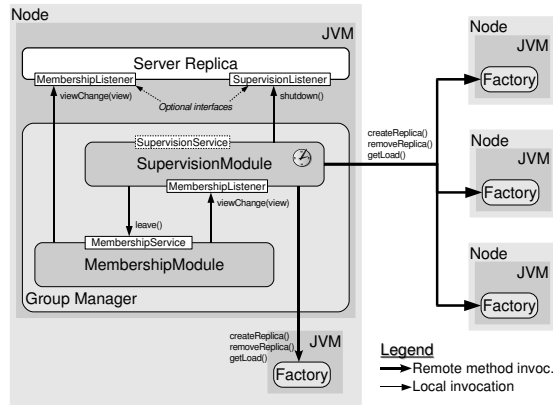 Node
JVM
Server Replica
MembershipListener
SupervisionListener
viewChange(view)
Optional interfaces
shutdown()
SupervisionService
SupervisionModule
MembershipListener
leave()
viewChange(view)
MembershipService
MembershipModule
Group Manager
createReplica()
removeReplica()
getLoad()
JVM
Factory
createReplica()
removeReplica()
getLoad()
Node
JVM
Factory
Node
JVM
Factory
Node
JVM
Factory
Legend
Remote method invoc.
Local invocation